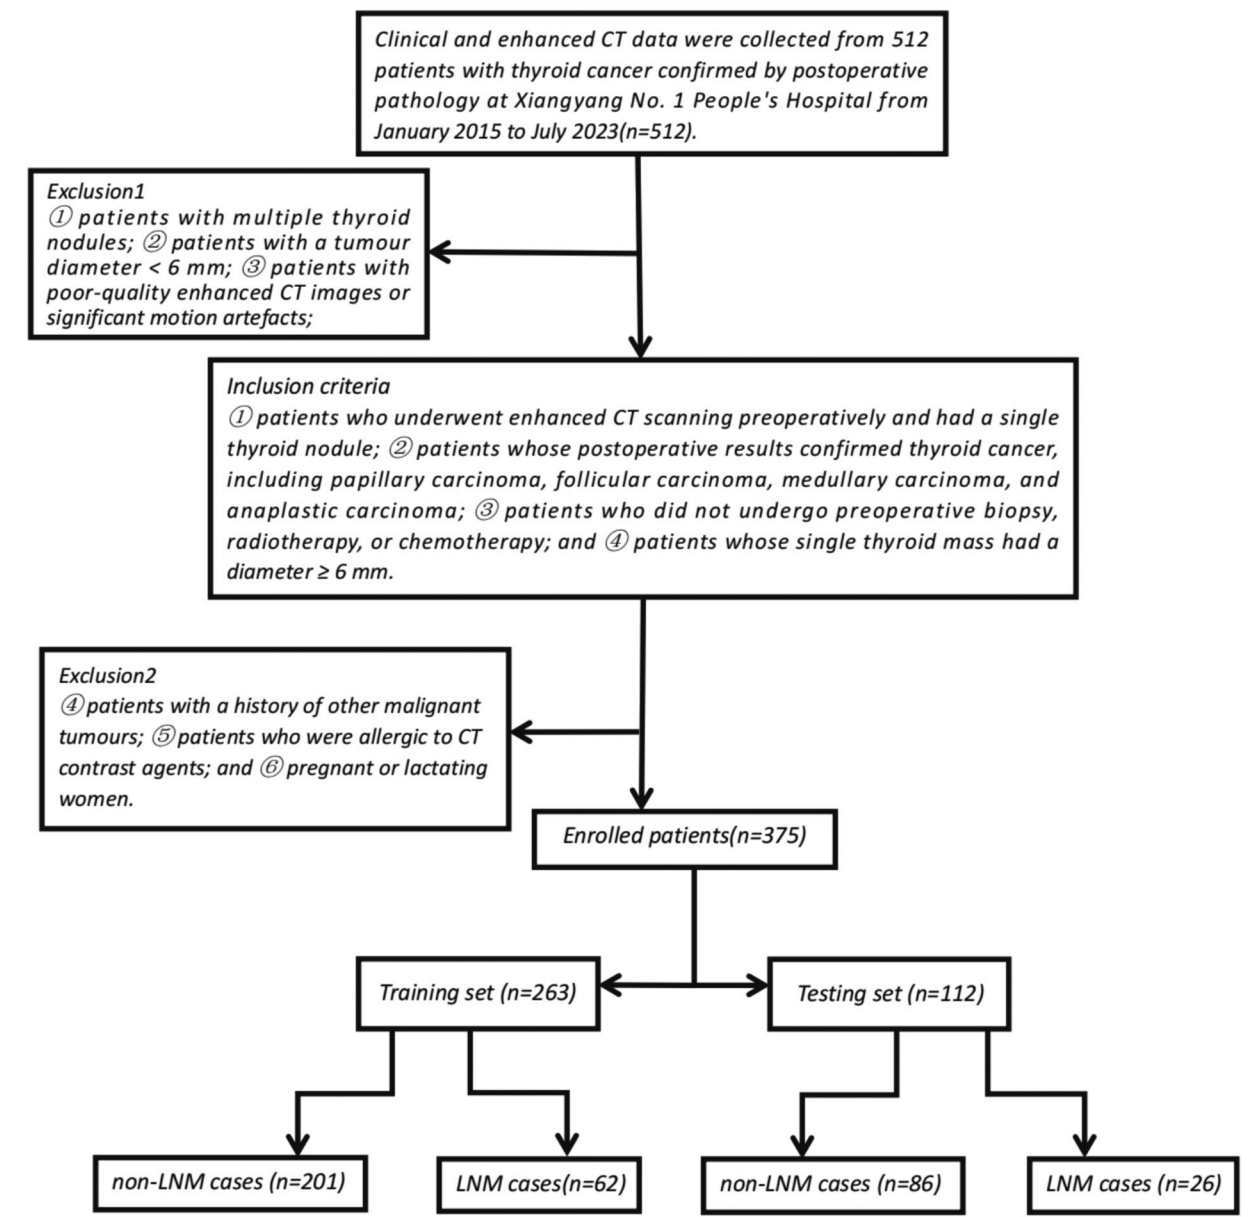 Clinical and enhanced CT data were collected from 512
patients with thyroid cancer confirmed by postoperative
pathology at Xiangyang No. 1 People's Hospital from
January 2015 to July 2023(n=512).
Exclusion1
① patients with multiple thyroid
nodules; ② patients with a tumour
diameter < 6 mm; ③ patients with
poor-quality enhanced CT images or
significant motion artefacts;
Inclusion criteria
① patients who underwent enhanced CT scanning preoperatively and had a single
thyroid nodule; ② patients whose postoperative results confirmed thyroid cancer,
including papillary carcinoma, follicular carcinoma, medullary carcinoma, and
anaplastic carcinoma; ③ patients who did not undergo preoperative biopsy,
radiotherapy, or chemotherapy; and ④ patients whose single thyroid mass had a
diameter ≥ 6 mm.
Exclusion2
④ patients with a history of other malignant
tumours; ⑤ patients who were allergic to CT
contrast agents; and ⑥ pregnant or lactating
women.
Enrolled patients(n=375)
Training set (n=263)
Testing set (n=112)
non-LNM cases (n=201)
LNM cases(n=62)
non-LNM cases (n=86)
LNM cases (n=26)